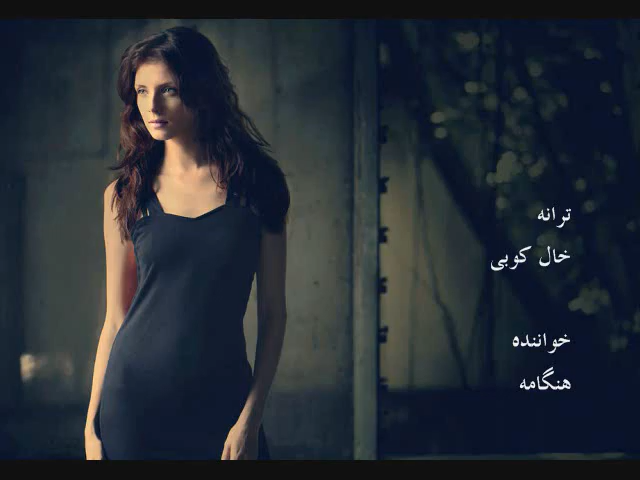 ترانه
خال کوبی
خواننده
هنگامه